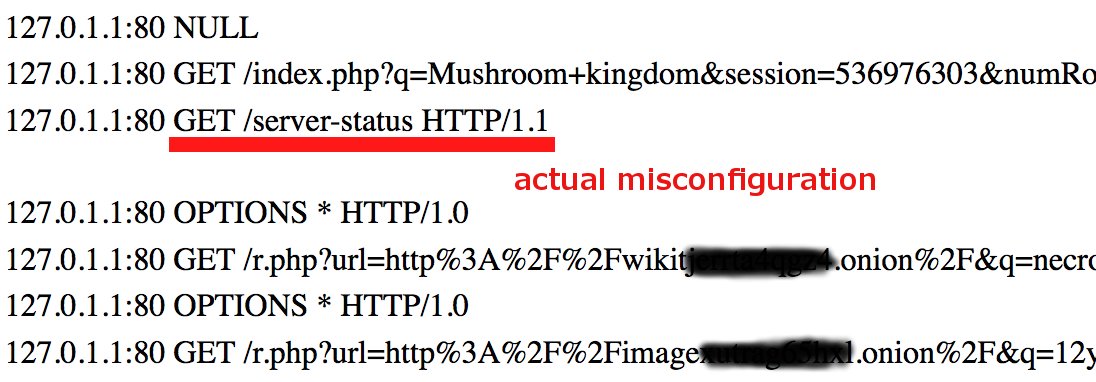 127.0.1.1:80 NULL
127.0.1.1:80 GET /index.php?q=Mushroom+kingdom&session=536976303&numRo
127.0.1.1:80 GET /server-status HTTP/1.1
actual misconfiguration
127.0.1.1:80 OPTIONS * HTTP/1.0
127.0.1.1:80 GET /r.php?url=http%3A%2F%2Fwikit .onion%2F&q=necro
127.0.1.1:80 OPTIONS * HTTP/1.0
127.0.1.1:80 GET /r.php?url=http%3A%2F%2Fimage .onion%2F&q=12y